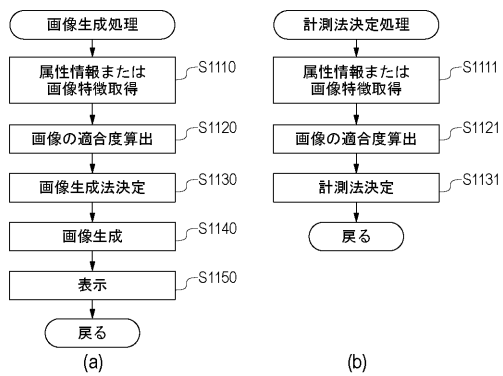 画像生成処理
属性情報または
画像特徴取得
S1110
画像の適合度算出
S1120
画像生成法決定
S1130
画像生成
S1140
表示
S1150
戻る
(a)
計測法決定処理
属性情報または
画像特徴取得
S1111
画像の適合度算出
S1121
計測法決定
S1131
戻る
(b)